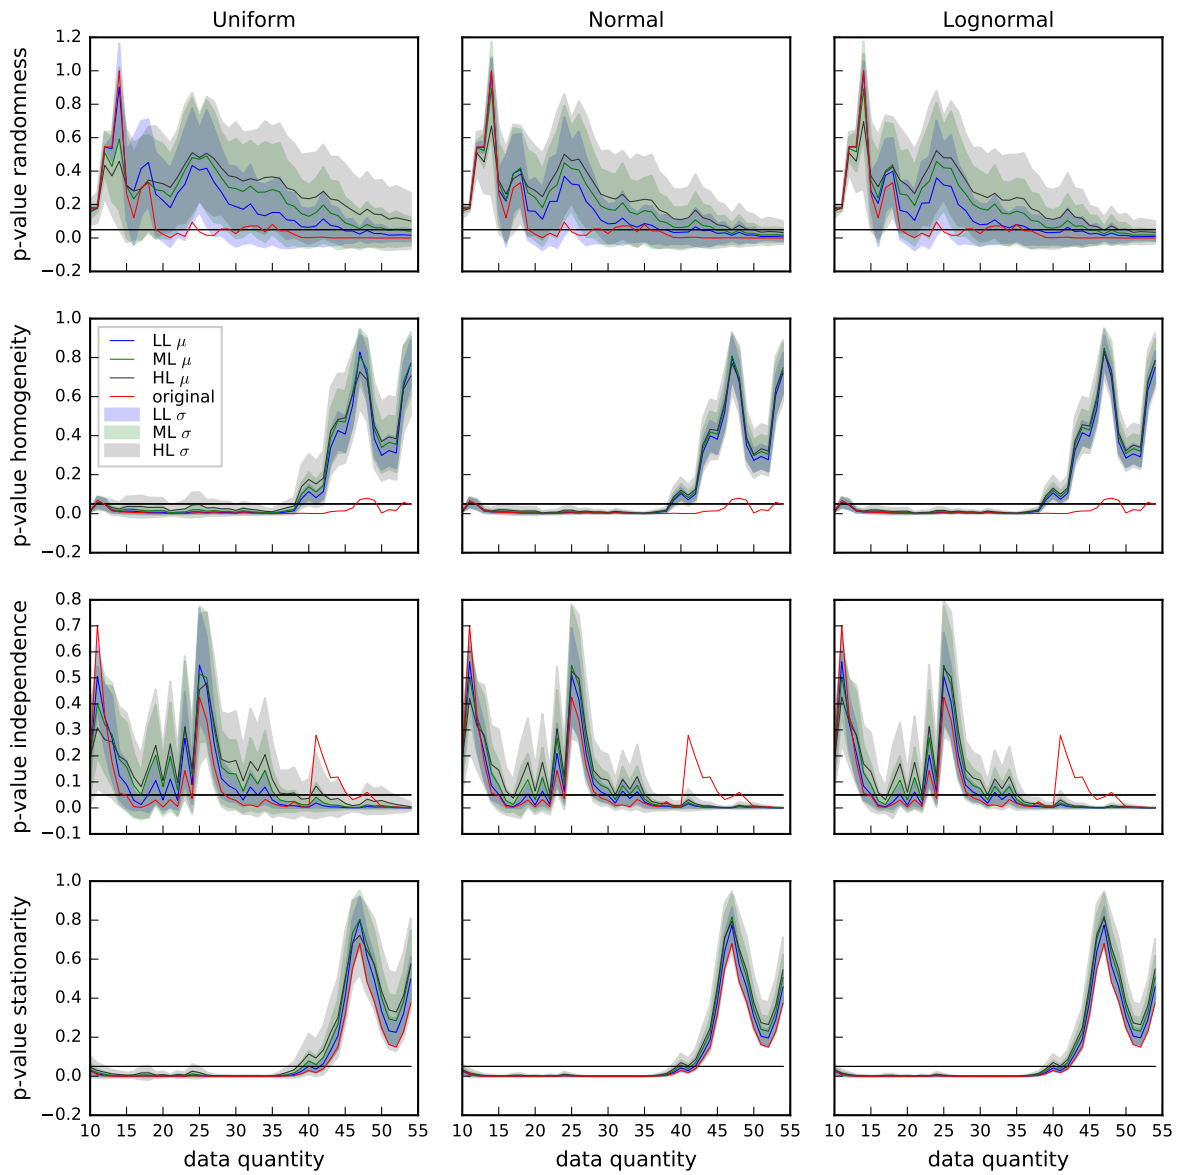 Uniform Normal Lognormal
p-value randomness
1.2
1.0
0.8
0.6
0.4
0.2
0.0
−0.2
p-value homogeneity
1.0
0.8
0.6
0.4
0.2
0.0
−0.2
LL μ
ML μ
HL μ
original
LL σ
ML σ
HL σ
p-value independence
0.8
0.7
0.6
0.5
0.4
0.3
0.2
0.1
0.0
−0.1
p-value stationarity
1.0
0.8
0.6
0.4
0.2
0.0
−0.2
10 15 20 25 30 35 40 45 50 55 10 15 20 25 30 35 40 45 50 55 10 15 20 25 30 35 40 45 50 55
data quantity data quantity data quantity